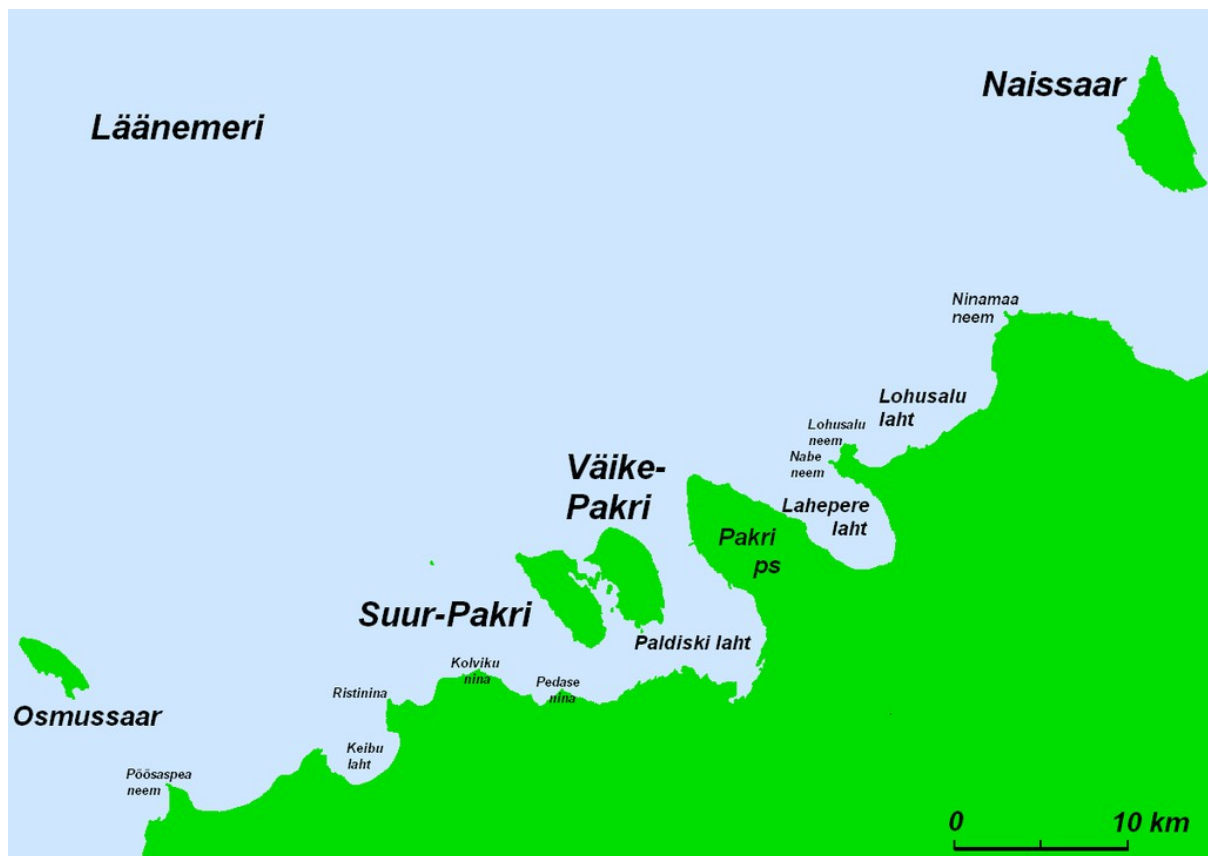 Naissaar
Läänemeri
Ninamaa
neem
Lohusalu
laht
Lohusalu
neem
Nabe
neem
Väike-
Pakri
Lahepere
laht
Pakri
ps
Suur-Pakri
Paldiski laht
Kolviku
nina
Pedase
nina
Ristinina
Osmussaar
Keibu
laht
Pöösaspea
neem
0 10 km